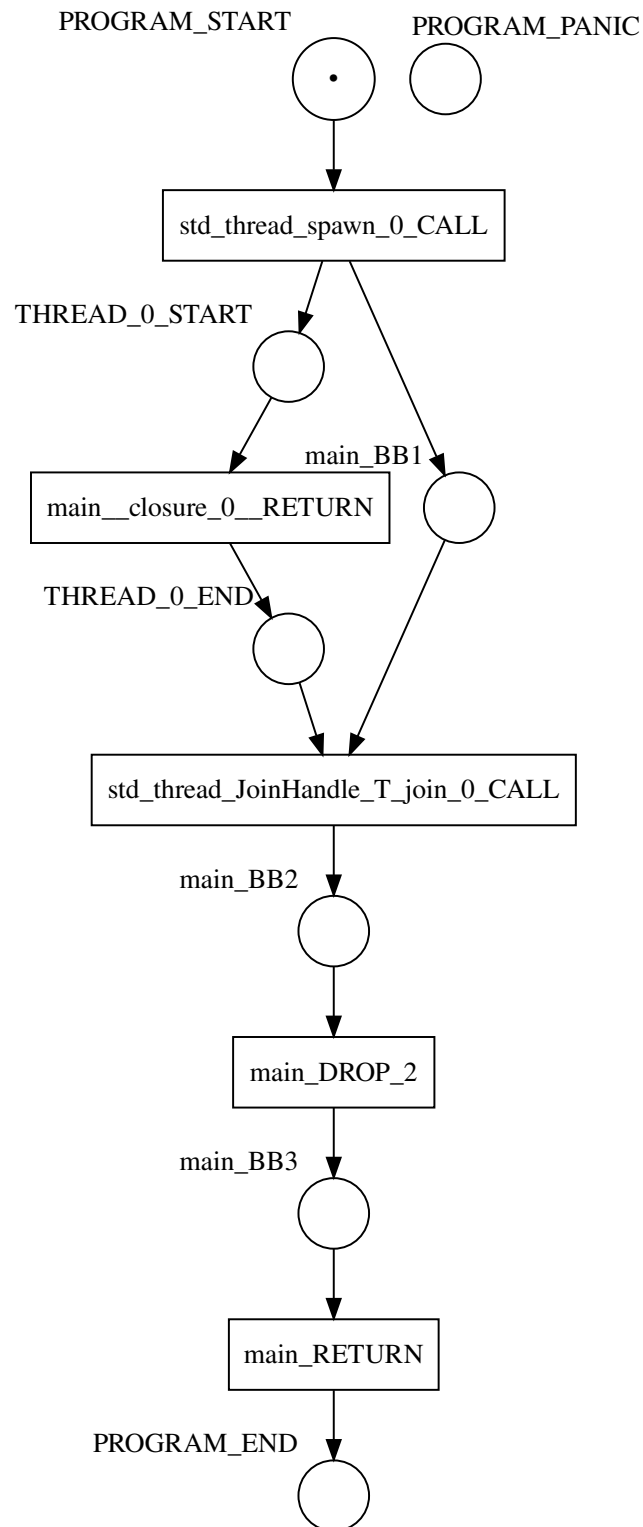 PROGRAM_START
PROGRAM_PANIC
std_thread_spawn_0_CALL
THREAD_0_START
main_BB1
main__closure_0__RETURN
THREAD_0_END
std_thread_JoinHandle_T_join_0_CALL
main_BB2
main_DROP_2
main_BB3
main_RETURN
PROGRAM_END